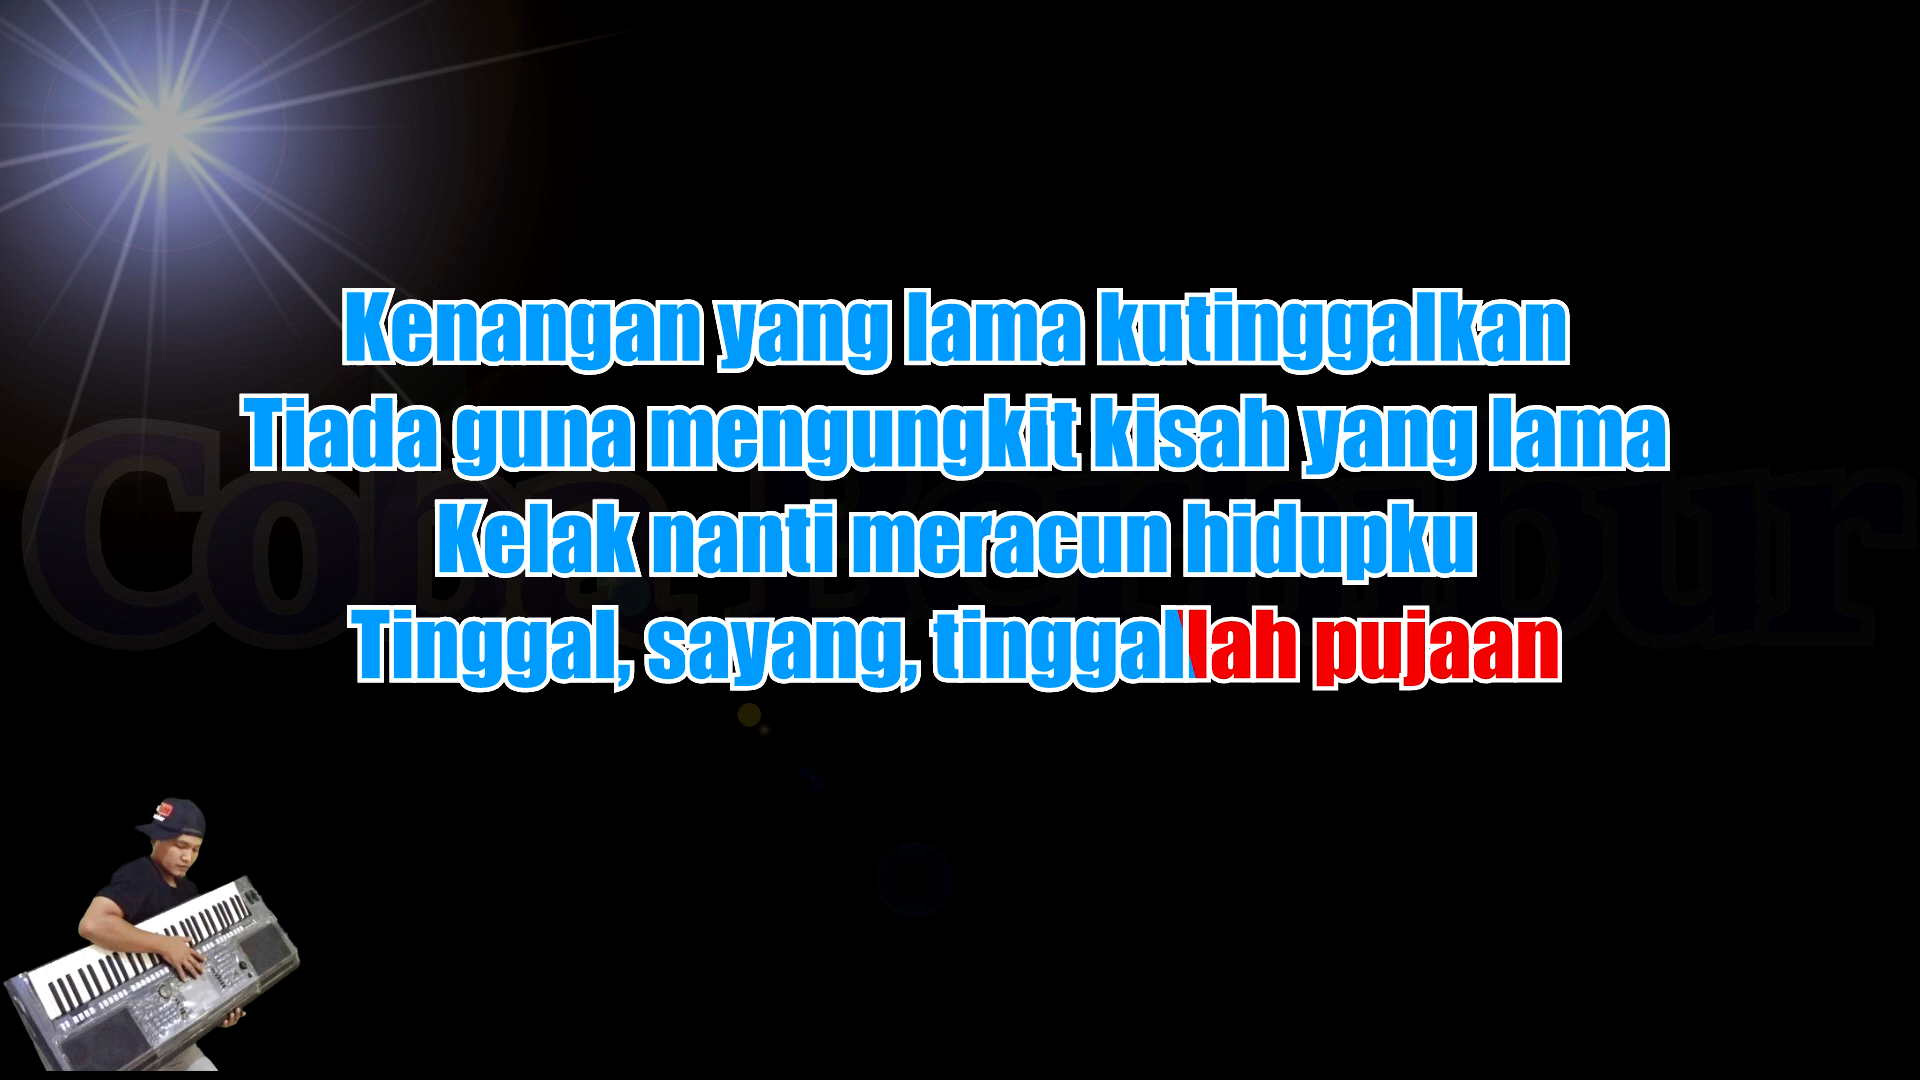 Kenangan yang lama kutinggalkan
Tiada guna mengungkit kisah yang lama
Kelak nanti meracun hidupku
Tinggal, sayang, tinggallah pujaan